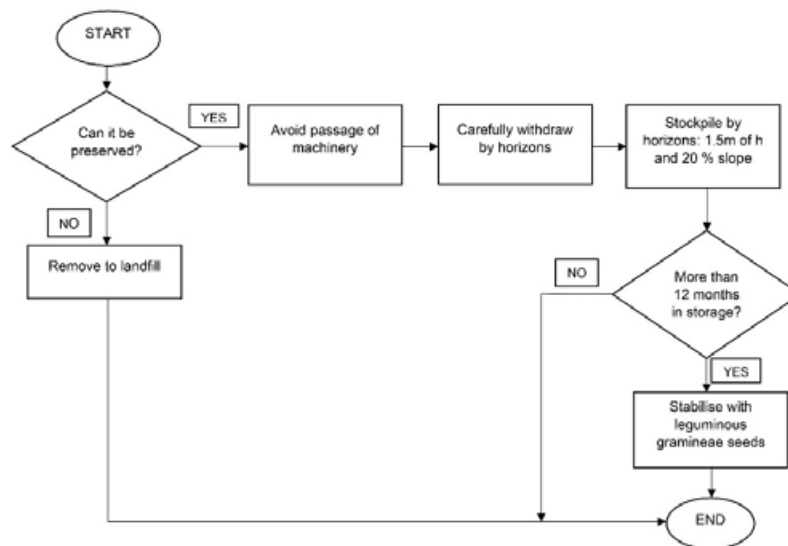 START
Can it be
preserved?
YES
Avoid passage of
machinery
Carefully withdraw
by horizons
Stockpile by
horizons: 1.5m of h
and 20 % slope
NO
Remove to landfill
NO
More than
12 months
in storage?
YES
Stabilise with
leguminous
gramineae seeds
END